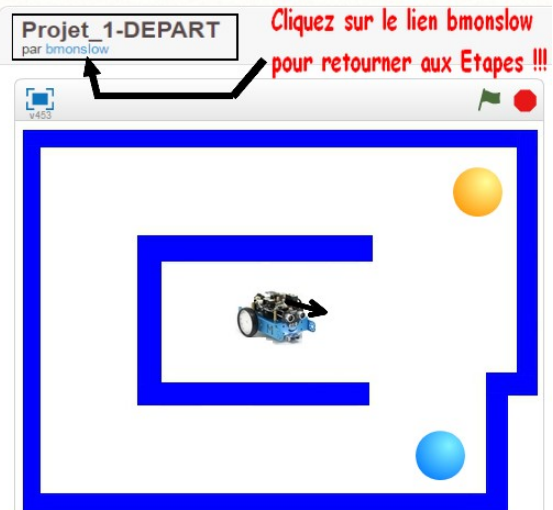 Projet_1-DEPART
par bmonslow
Cliquez sur le lien bmonslow
pour retourner aux Etapes !!!
v453